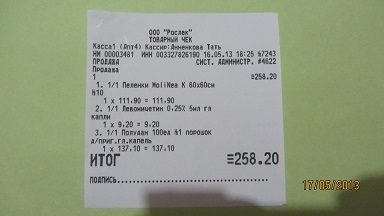 ООО "Рослек"
ТОВАРНЫЙ ЧЕК
Касса1 (Апт4) Кассир:Анненкова Тать
НМ 00003481 ИНН 003327826190 16.05.13 18:25 №7243
ПРОДАЖА СИСТ. АДМИНИСТР. #4622
Продажа
1 ≡258.20
1. 1/1 Пеленки MoliNea K 60х60см
N10
1 х 111.90 = 111.90
2. 1/1 Левомицетин 0,25% 5мл гл
капли
1 х 9.20 = 9.20
3. 1/1 Полудан 100ед №1 порошок
д/приг.гл.капель
1 х 137.10 = 137.10
ИТОГ ≡258.20
ПОДПИСЬ................................
17/05/2013